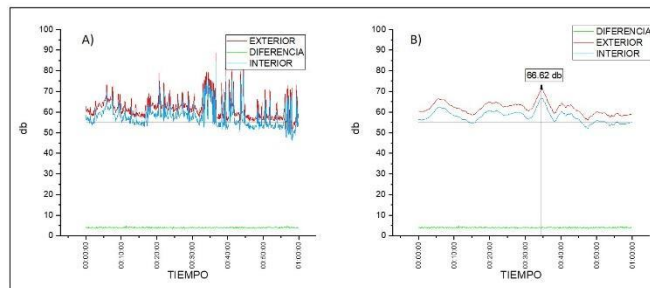 A)
EXTERIOR
DIFERENCIA
INTERIOR
100
90
80
70
60
50
40
30
20
10
0
db
00:00:00
00:10:00
00:20:00
00:30:00
00:40:00
00:50:00
01:00:00
TIEMPO
B)
DIFERENCIA
EXTERIOR
INTERIOR
66.62 db
100
90
80
70
60
50
40
30
20
10
0
db
00:00:00
00:10:00
00:20:00
00:30:00
00:40:00
00:50:00
01:00:00
TIEMPO